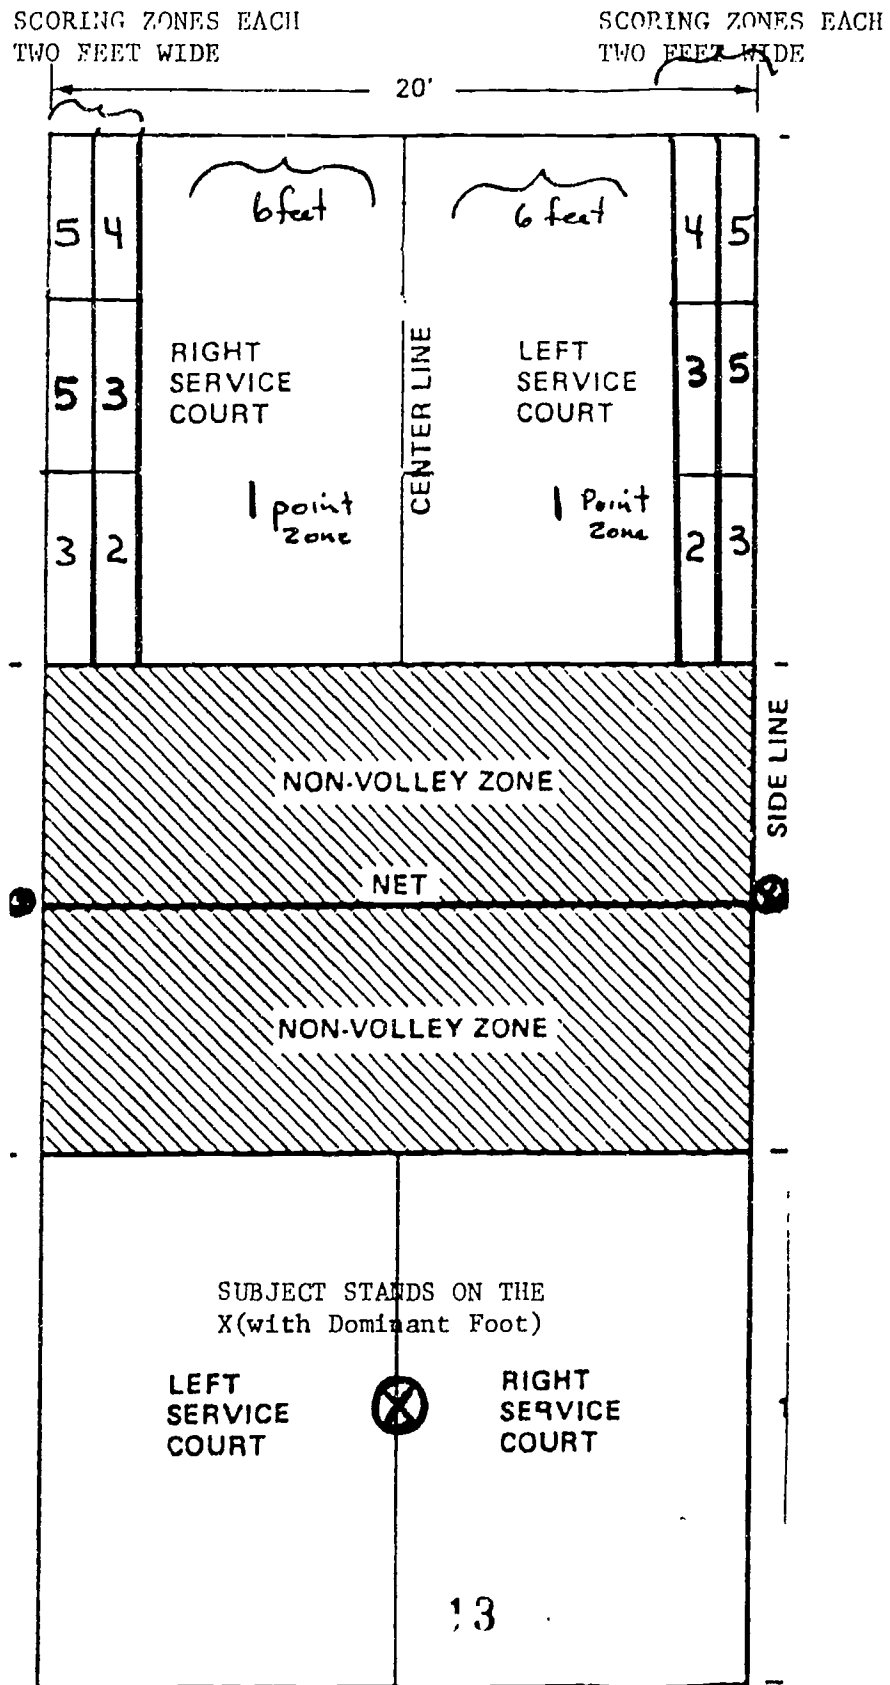 SCORING ZONES EACH
TWO FEET WIDE
SCORING ZONES EACH
TWO FEET WIDE
20'
6 feet
6 feet
5 4
4 5
RIGHT
SERVICE
COURT
CENTER LINE
LEFT
SERVICE
COURT
5 3
3 5
1 point
zone
1 Point
Zone
3 2
2 3
NON-VOLLEY ZONE
SIDE LINE
NET
NON-VOLLEY ZONE
SUBJECT STANDS ON THE
X(with Dominant Foot)
LEFT
SERVICE
COURT
X
RIGHT
SERVICE
COURT
13